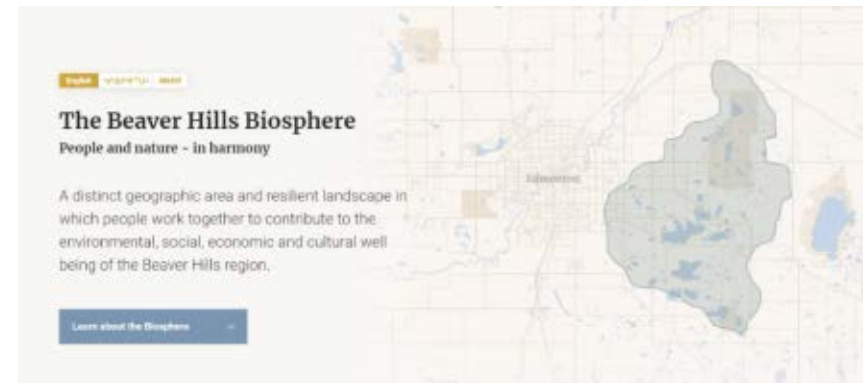 English
The Beaver Hills Biosphere
People and nature - in harmony
A distinct geographic area and resilient landscape in
which people work together to contribute to the
environmental, social, economic and cultural well
being of the Beaver Hills region.
Learn about the Biosphere →
Edmonton